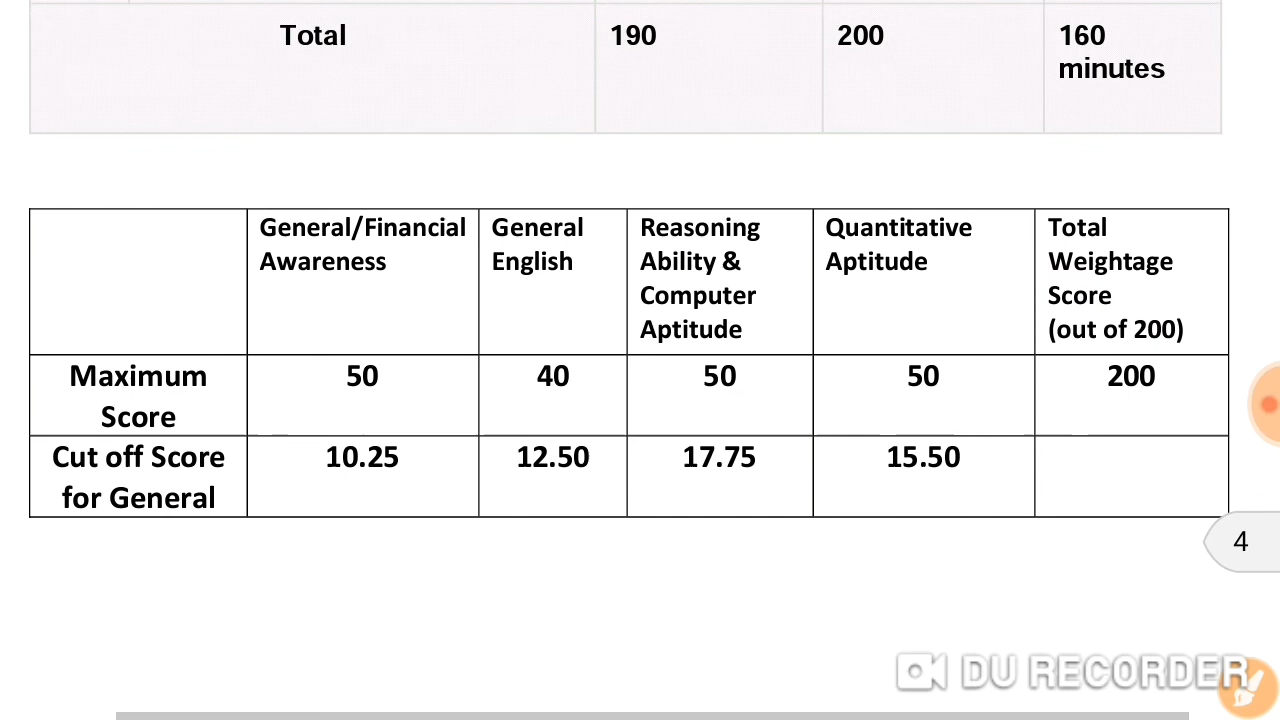 Total 190 200 160
minutes
General/Financial General Reasoning Quantitative Total
Awareness English Ability & Aptitude Weightage
Computer Score
Aptitude (out of 200)
Maximum 50 40 50 50 200
Score
Cut off Score 10.25 12.50 17.75 15.50
for General
4
DU RECORDER